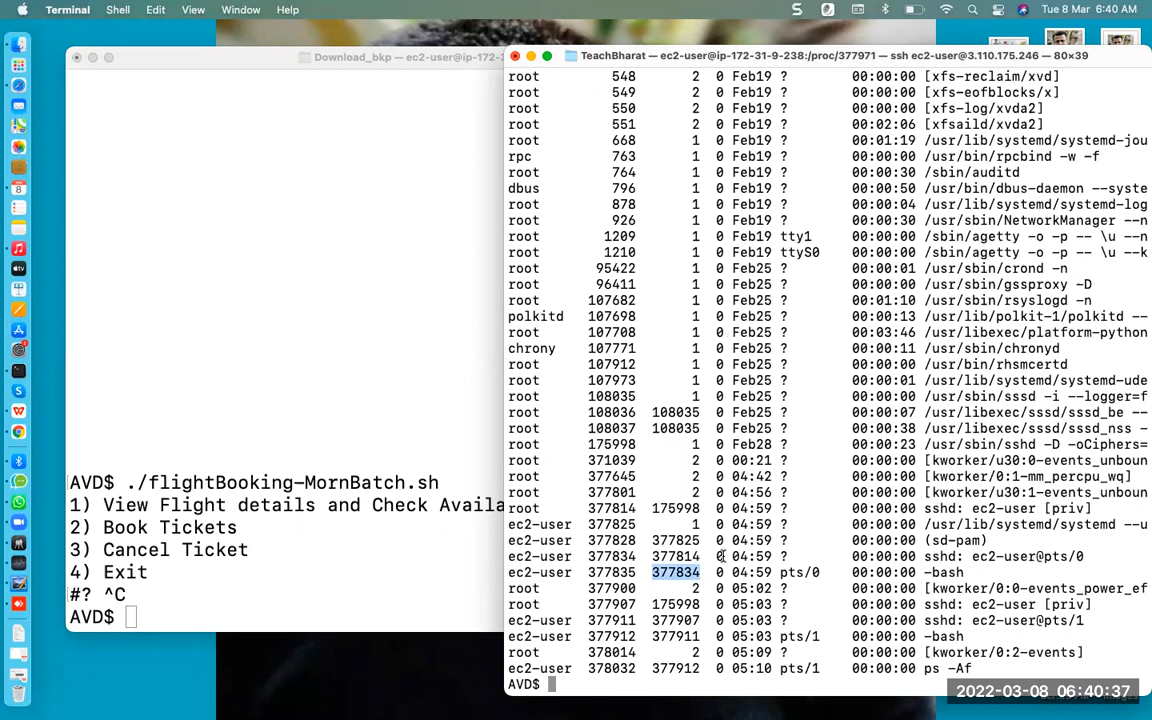 Terminal Shell Edit View Window Help Tue 8 Mar 6:40 AM
Download_bkp — ec2-user@ip-172-3
AVD$ ./flightBooking-MornBatch.sh
1) View Flight details and Check Availa
2) Book Tickets
3) Cancel Ticket
4) Exit
#? ^C
AVD$
TeachBharat — ec2-user@ip-172-31-9-238:/proc/377971 — ssh ec2-user@3.110.175.246 — 80×39
root 548 2 0 Feb19 ? 00:00:00 [xfs-reclaim/xvd]
root 549 2 0 Feb19 ? 00:00:00 [xfs-eofblocks/x]
root 550 2 0 Feb19 ? 00:00:00 [xfs-log/xvda2]
root 551 2 0 Feb19 ? 00:02:06 [xfsaild/xvda2]
root 668 1 0 Feb19 ? 00:01:19 /usr/lib/systemd/systemd-jou
rpc 763 1 0 Feb19 ? 00:00:00 /usr/bin/rpcbind -w -f
root 764 1 0 Feb19 ? 00:00:30 /sbin/auditd
dbus 796 1 0 Feb19 ? 00:00:50 /usr/bin/dbus-daemon --syste
root 878 1 0 Feb19 ? 00:00:04 /usr/lib/systemd/systemd-log
root 926 1 0 Feb19 ? 00:00:30 /usr/sbin/NetworkManager --n
root 1209 1 0 Feb19 tty1 00:00:00 /sbin/agetty -o -p -- \u --n
root 1210 1 0 Feb19 ttyS0 00:00:00 /sbin/agetty -o -p -- \u --k
root 95422 1 0 Feb25 ? 00:00:01 /usr/sbin/crond -n
root 96411 1 0 Feb25 ? 00:00:00 /usr/sbin/gssproxy -D
root 107682 1 0 Feb25 ? 00:01:10 /usr/sbin/rsyslogd -n
polkitd 107698 1 0 Feb25 ? 00:00:13 /usr/lib/polkit-1/polkitd --
root 107708 1 0 Feb25 ? 00:03:46 /usr/libexec/platform-python
chrony 107771 1 0 Feb25 ? 00:00:11 /usr/sbin/chronyd
root 107912 1 0 Feb25 ? 00:00:00 /usr/bin/rhsmcertd
root 107973 1 0 Feb25 ? 00:00:01 /usr/lib/systemd/systemd-ude
root 108035 1 0 Feb25 ? 00:00:01 /usr/sbin/sssd -i --logger=f
root 108036 108035 0 Feb25 ? 00:00:07 /usr/libexec/sssd/sssd_be --
root 108037 108035 0 Feb25 ? 00:00:38 /usr/libexec/sssd/sssd_nss -
root 175998 1 0 Feb28 ? 00:00:23 /usr/sbin/sshd -D -oCiphers=
root 371039 2 0 00:21 ? 00:00:00 [kworker/u30:0-events_unboun
root 377645 2 0 04:42 ? 00:00:00 [kworker/0:1-mm_percpu_wq]
root 377801 2 0 04:56 ? 00:00:00 [kworker/u30:1-events_unboun
root 377814 175998 0 04:59 ? 00:00:00 sshd: ec2-user [priv]
ec2-user 377825 1 0 04:59 ? 00:00:00 /usr/lib/systemd/systemd --u
ec2-user 377828 377825 0 04:59 ? 00:00:00 (sd-pam)
ec2-user 377834 377814 0 04:59 ? 00:00:00 sshd: ec2-user@pts/0
ec2-user 377835 377834 0 04:59 pts/0 00:00:00 -bash
root 377900 2 0 05:02 ? 00:00:00 [kworker/0:0-events_power_ef
root 377907 175998 0 05:03 ? 00:00:00 sshd: ec2-user [priv]
ec2-user 377911 377907 0 05:03 ? 00:00:00 sshd: ec2-user@pts/1
ec2-user 377912 377911 0 05:03 pts/1 00:00:00 -bash
root 378014 2 0 05:09 ? 00:00:00 [kworker/0:2-events]
ec2-user 378032 377912 0 05:10 pts/1 00:00:00 ps -Af
AVD$
2022-03-08 06:40:37